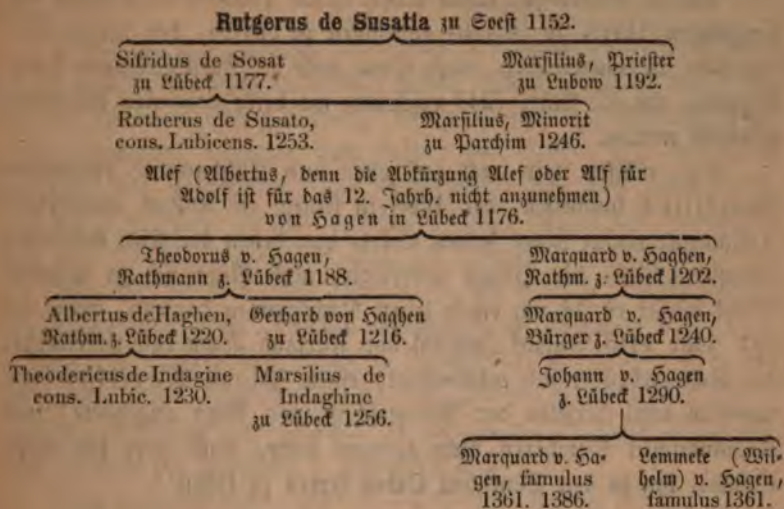 Rutgerus de Susatia zu Soest 1152.
Sifridus de Sosat
zu Lübeck 1177.
Marsilius, Priester
zu Lubow 1192.
Rotherus de Susato,
cons. Lubicens. 1253.
Marsilius, Minorit
zu Parchim 1246.
Alef (Albertus, denn die Abkürzung Alef oder Alf für
Adolf ist für das 12. Jahrh. nicht anzunehmen)
von Hagen in Lübeck 1176.
Theodorus v. Hagen,
Rathmann z. Lübeck 1188.
Marquard v. Haghen,
Rathm. z. Lübeck 1202.
Albertus de Haghen,
Rathm. z. Lübeck 1220.
Gerhard von Haghen
zu Lübeck 1216.
Marquard v. Hagen,
Bürger z. Lübeck 1240.
Theodericus de Indagine
cons. Lubic. 1230.
Marsilius de
Indaghine
zu Lübeck 1256.
Johann v. Hagen
z. Lübeck 1290.
Marquard v. Ha-
gen, famulus
1361. 1386.
Lemmeke (Wil-
helm) v. Hagen,
famulus 1361.